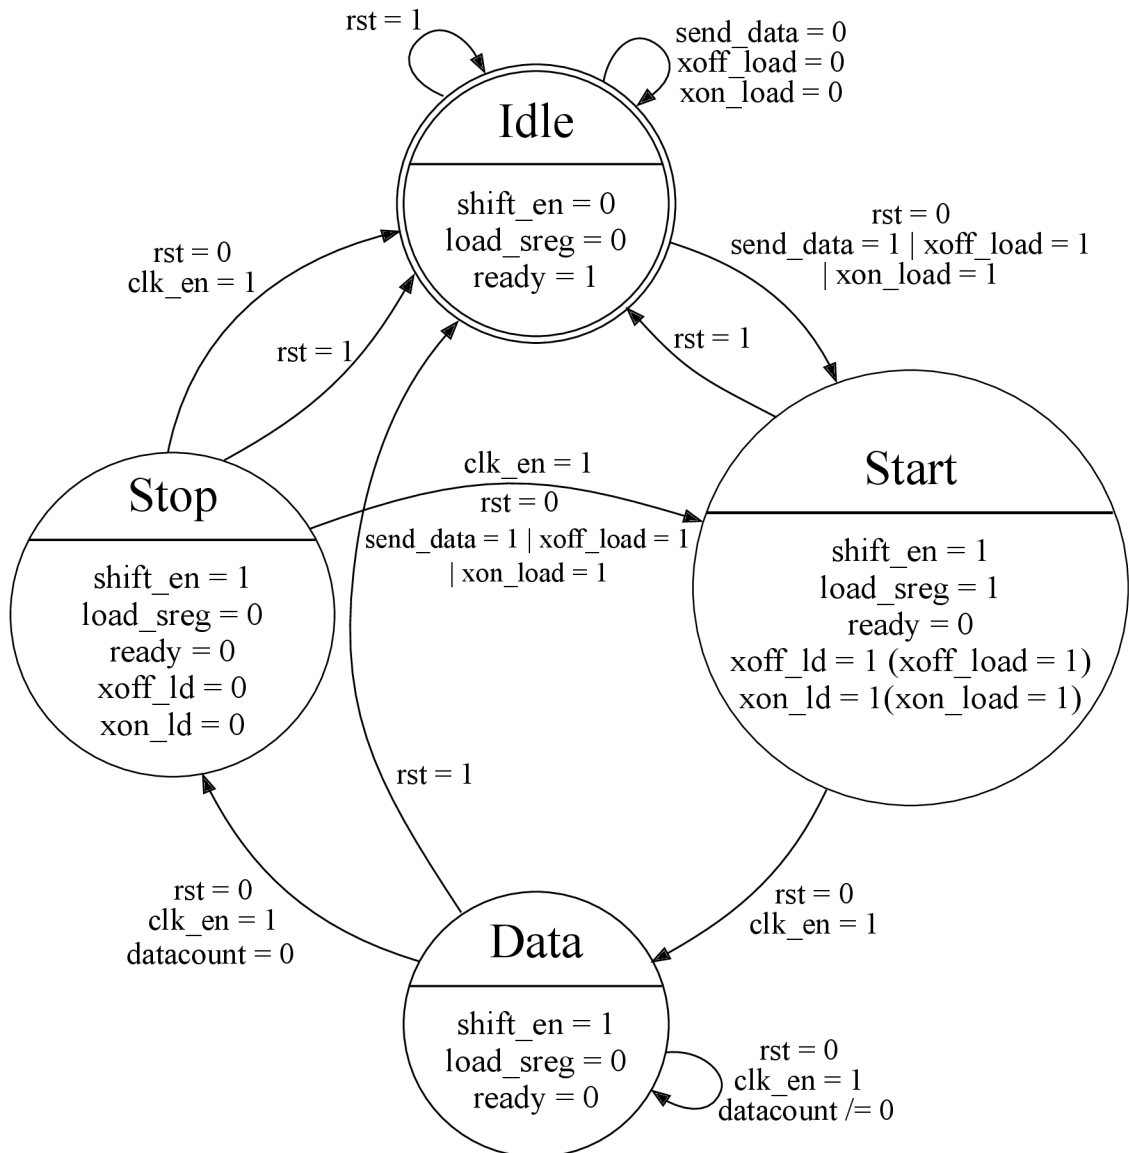 rst = 1
send_data = 0
xoff_load = 0
xon_load = 0
Idle
shift_en = 0
load_sreg = 0
ready = 1
rst = 0
clk_en = 1
rst = 0
send_data = 1 | xoff_load = 1
| xon_load = 1
rst = 1
rst = 1
clk_en = 1
rst = 0
send_data = 1 | xoff_load = 1
| xon_load = 1
Stop
shift_en = 1
load_sreg = 0
ready = 0
xoff_ld = 0
xon_ld = 0
Start
shift_en = 1
load_sreg = 1
ready = 0
xoff_ld = 1 (xoff_load = 1)
xon_ld = 1(xon_load = 1)
rst = 1
rst = 0
clk_en = 1
datacount = 0
rst = 0
clk_en = 1
Data
shift_en = 1
load_sreg = 0
ready = 0
rst = 0
clk_en = 1
datacount /= 0